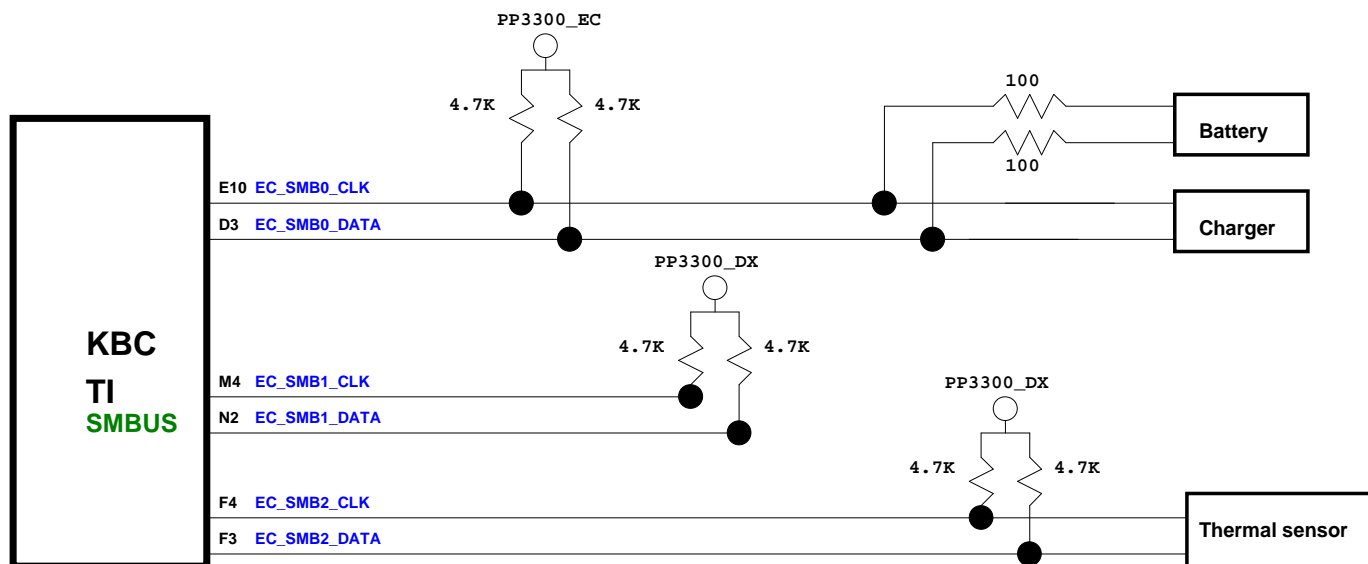 PP3300_EC
4.7K 4.7K
100
Battery
100
E10 EC_SMB0_CLK
D3 EC_SMB0_DATA
Charger
PP3300_DX
4.7K 4.7K
KBC
TI
SMBUS
M4 EC_SMB1_CLK
N2 EC_SMB1_DATA
PP3300_DX
4.7K 4.7K
F4 EC_SMB2_CLK
F3 EC_SMB2_DATA
Thermal sensor